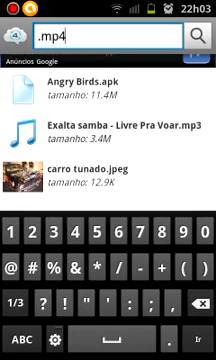 22h03
.mp4
Anúncios Google
Angry Birds.apk
tamanho: 11.4M
Exalta samba - Livre Pra Voar.mp3
tamanho: 3.4M
carro tunado.jpeg
tamanho: 12.9K
1 2 3 4 5 6 7 8 9 0
@ # % & * / - + ( )
1/3 ? ! " ' : ; ,
ABC . Ir